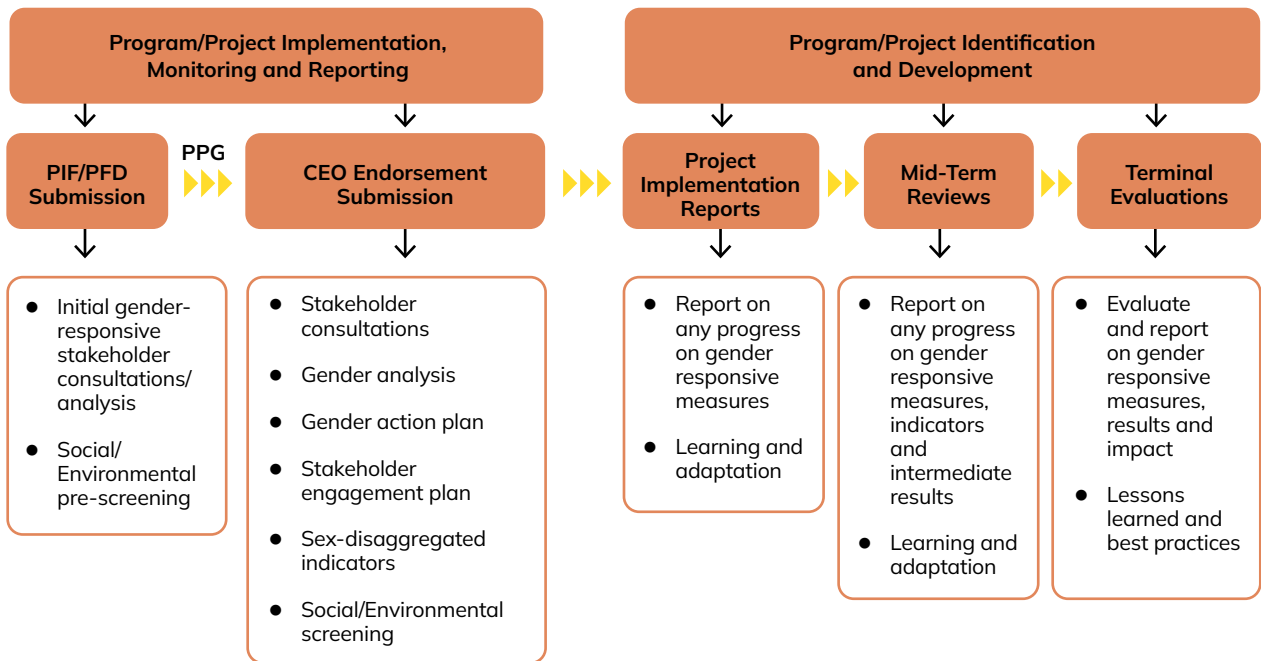 Program/Project Implementation,
Monitoring and Reporting
Program/Project Identification
and Development
PIF/PFD
Submission
PPG
CEO Endorsement
Submission
Project
Implementation
Reports
Mid-Term
Reviews
Terminal
Evaluations
● Initial gender-
responsive
stakeholder
consultations/
analysis
● Social/
Environmental
pre-screening
● Stakeholder
consultations
● Gender analysis
● Gender action plan
● Stakeholder
engagement plan
● Sex-disaggregated
indicators
● Social/Environmental
screening
● Report on
any progress
on gender
responsive
measures
● Learning and
adaptation
● Report on
any progress
on gender
responsive
measures,
indicators
and
intermediate
results
● Learning and
adaptation
● Evaluate
and report
on gender
responsive
measures,
results and
impact
● Lessons
learned and
best practices